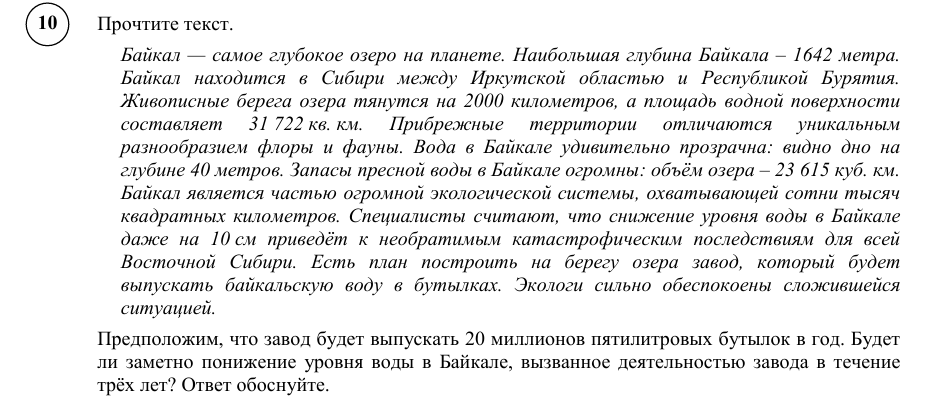 10
Прочтите текст.
Байкал — самое глубокое озеро на планете. Наибольшая глубина Байкала – 1642 метра.
Байкал находится в Сибири между Иркутской областью и Республикой Бурятия.
Живописные берега озера тянутся на 2000 километров, а площадь водной поверхности
составляет 31 722 кв. км. Прибрежные территории отличаются уникальным
разнообразием флоры и фауны. Вода в Байкале удивительно прозрачна: видно дно на
глубине 40 метров. Запасы пресной воды в Байкале огромны: объём озера – 23 615 куб. км.
Байкал является частью огромной экологической системы, охватывающей сотни тысяч
квадратных километров. Специалисты считают, что снижение уровня воды в Байкале
даже на 10 см приведёт к необратимым катастрофическим последствиям для всей
Восточной Сибири. Есть план построить на берегу озера завод, который будет
выпускать байкальскую воду в бутылках. Экологи сильно обеспокоены сложившейся
ситуацией.
Предположим, что завод будет выпускать 20 миллионов пятилитровых бутылок в год. Будет
ли заметно понижение уровня воды в Байкале, вызванное деятельностью завода в течение
трёх лет? Ответ обоснуйте.